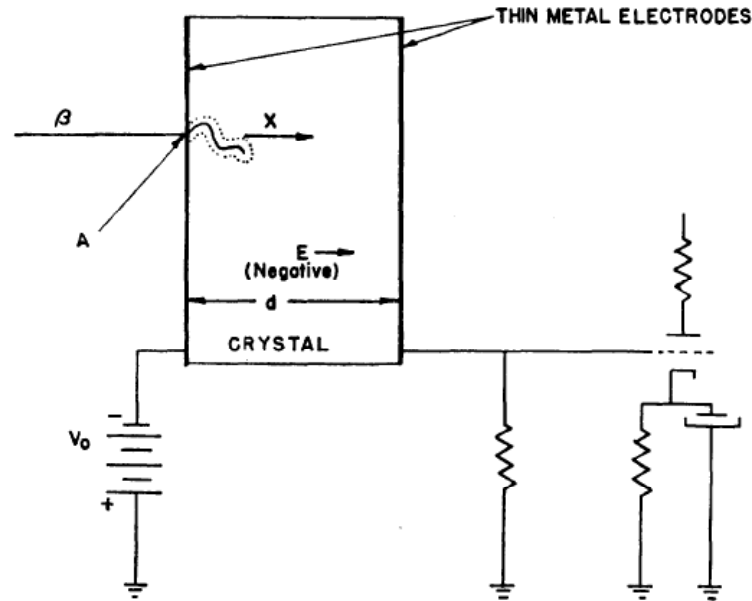 THIN METAL ELECTRODES
β
X
A
E
(Negative)
d
CRYSTAL
-
V₀
+